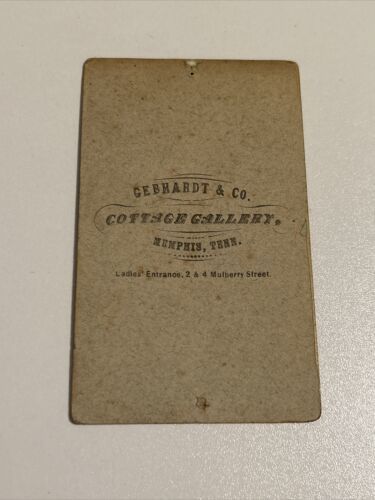 GEBHARDT & CO.
COTTAGE GALLERY,
MEMPHIS, TENN.
Ladies' Entrance, 2 & 4 Mulberry Street.